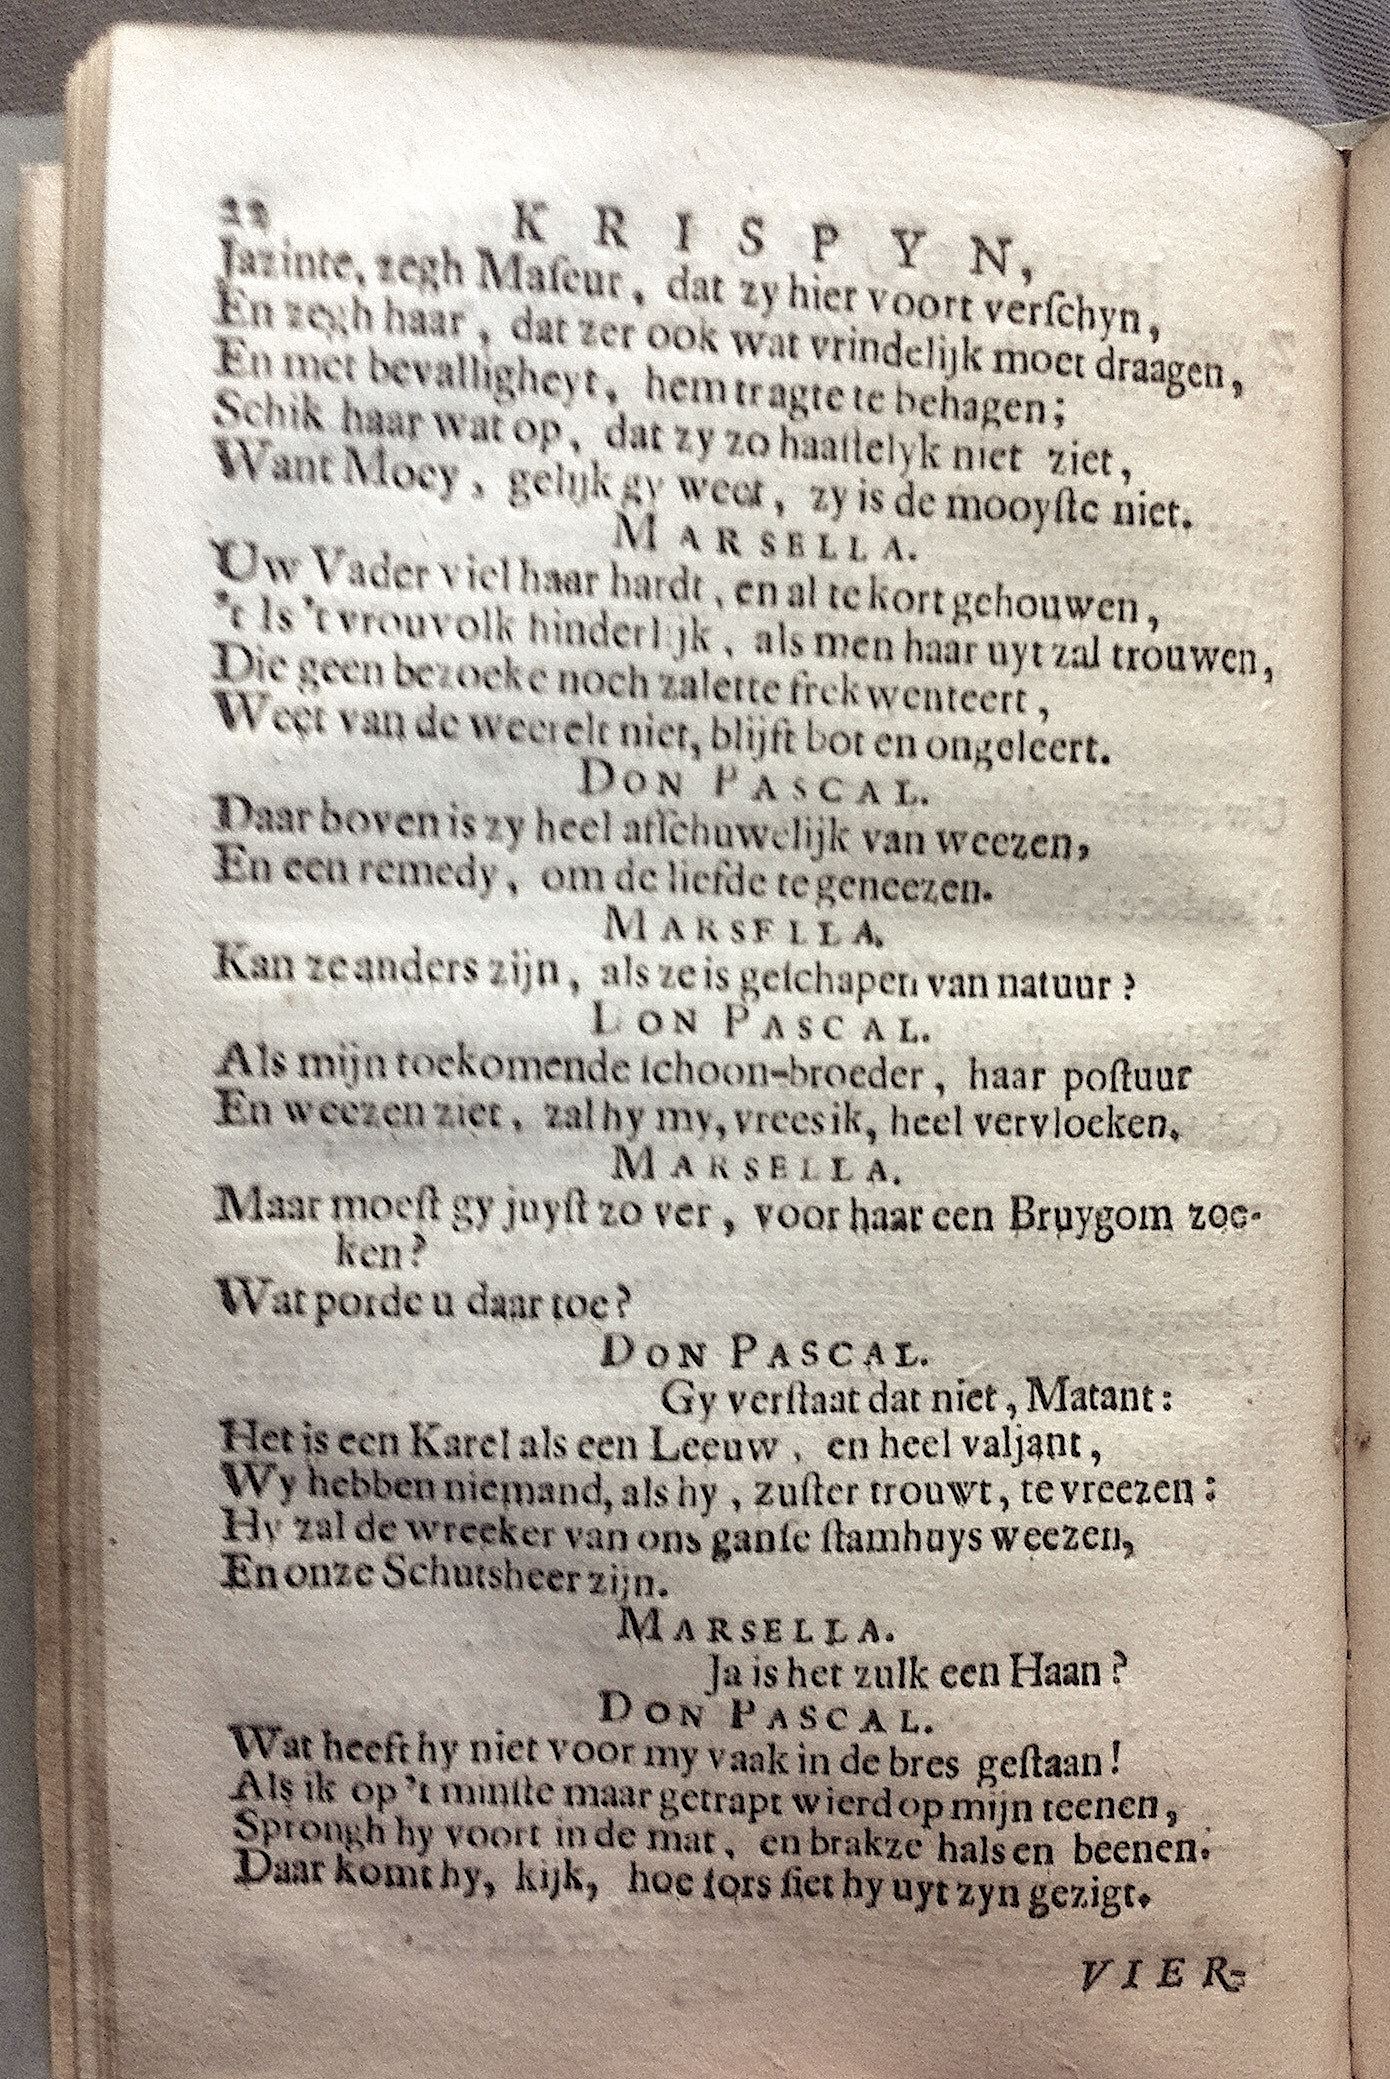 22 KRISPYN,
Jazinte, zegh Maſeur, dat zy hier voort verſchyn,
En zegh haar, dat zer ook wat vrindelijk moet draagen,
En met bevalligheyt, hem tragte te behagen;
Schik haar wat op, dat zy zo haaſtelyk niet ziet,
Want Moey, gelijk gy weet, zy is de mooyſte niet.
MARSELLA.
Uw Vader viel haar hardt, en al te kort gehouwen,
't Is 't vrouvolk hinderlijk, als men haar uyt zal trouwen,
Die geen bezoeke noch zalette frekwenteert,
Weet van de weerelt niet, blijft bot en ongeleert.
DON PASCAL.
Daar boven is zy heel afſchuwelijk van weezen,
En een remedy, om de liefde te geneezen.
MARSELLA.
Kan ze anders zijn, als ze is geſchapen van natuur?
DON PASCAL.
Als mijn toekomende ſchoon-broeder, haar poſtuur
En weezen ziet, zal hy my, vrees ik, heel vervloeken.
MARSELLA.
Maar moeſt gy juyſt zo ver, voor haar een Bruygom zoe-
ken?
Wat porde u daar toe?
DON PASCAL.
Gy verſtaat dat niet, Matant:
Het is een Karel als een Leeuw, en heel valjant,
Wy hebben niemand, als hy, zuſter trouwt, te vreezen:
Hy zal de wreeker van ons ganſe ſtamhuys weezen,
En onze Schutsheer zijn.
MARSELLA.
Ja is het zulk een Haan?
DON PASCAL.
Wat heeft hy niet voor my vaak in de bres geſtaan!
Als ik op 't minſte maar getrapt wierd op mijn teenen,
Sprongh hy voort in de mat, en brak ze hals en beenen.
Daar komt hy, kijk, hoe fors ſiet hy uyt zyn gezigt.
VIER-